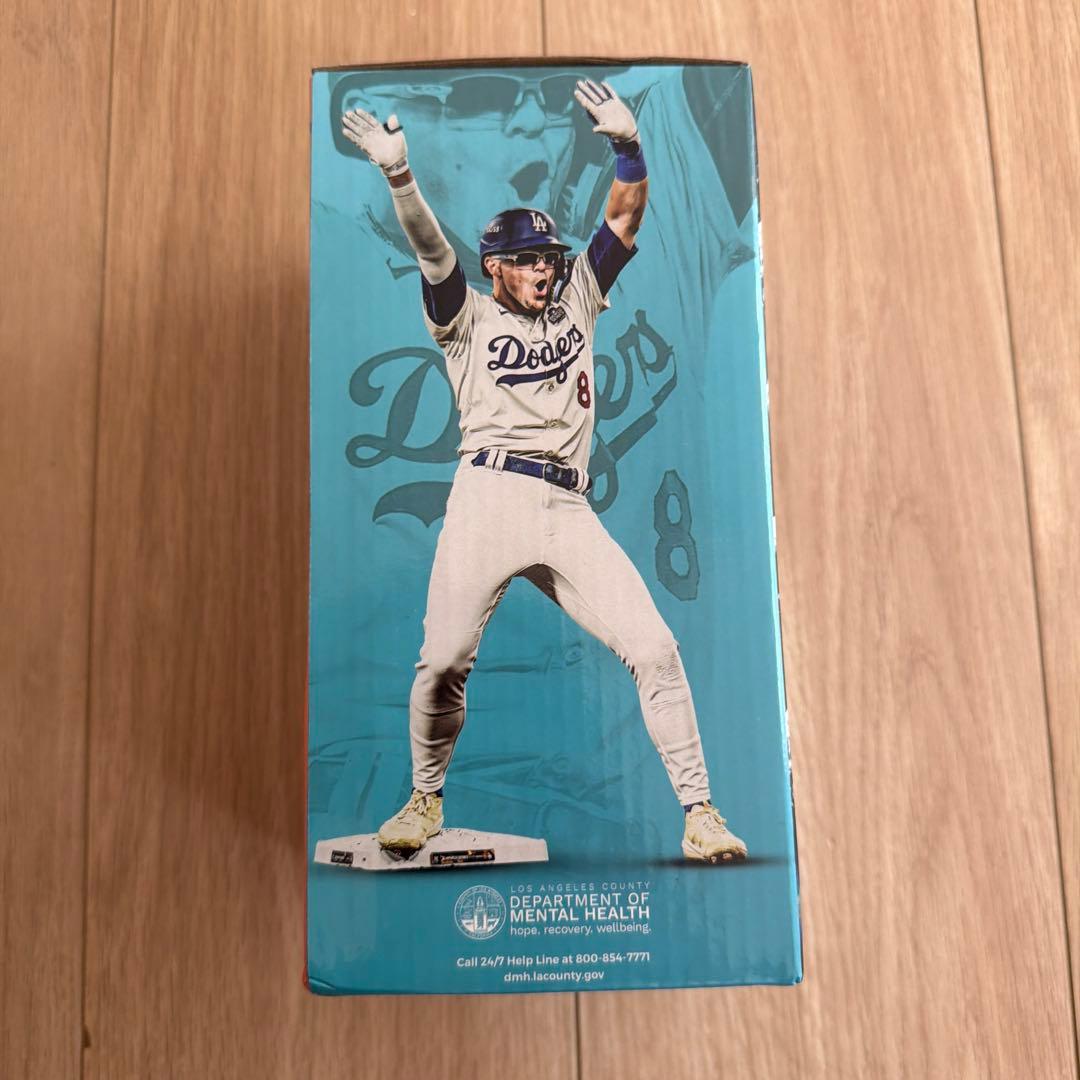 LA
Dodgers
8
Dodgers
8
LOS ANGELES COUNTY
DEPARTMENT OF
MENTAL HEALTH
hope. recovery. wellbeing.
Call 24/7 Help Line at 800-854-7771
dmh.lacounty.gov